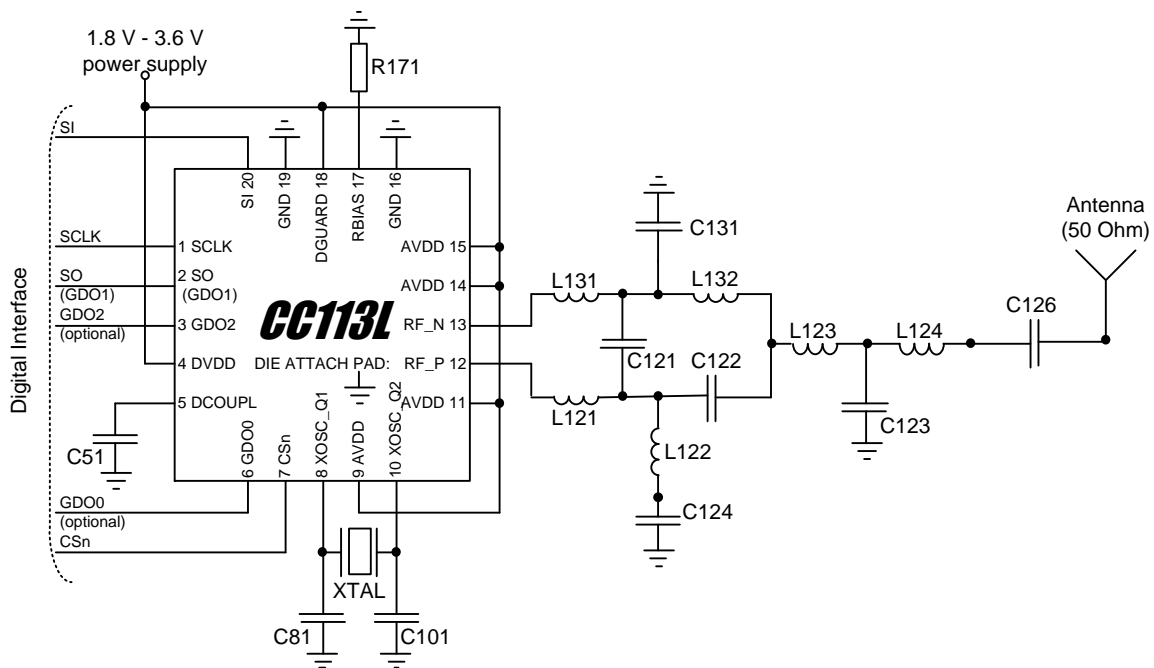 1.8 V - 3.6 V
power supply
R171
Antenna
(50 Ohm)
Digital Interface
SI
SI 20
GND 19
DGUARD 18
RBIAS 17
GND 16
SCLK
1 SCLK
AVDD 15
C131
SO
(GDO1)
2 SO
(GDO1)
AVDD 14
L131
L132
C126
GDO2
(optional)
3 GDO2
CC113L
RF_N 13
L123
L124
C121
C122
4 DVDD
DIE ATTACH PAD:
RF_P 12
5 DCOUPL
AVDD 11
L121
C123
C51
6 GDO0
7 CSn
8 XOSC_Q1
9 AVDD
10 XOSC_Q2
L122
GDO0
(optional)
C124
CSn
XTAL
C81
C101